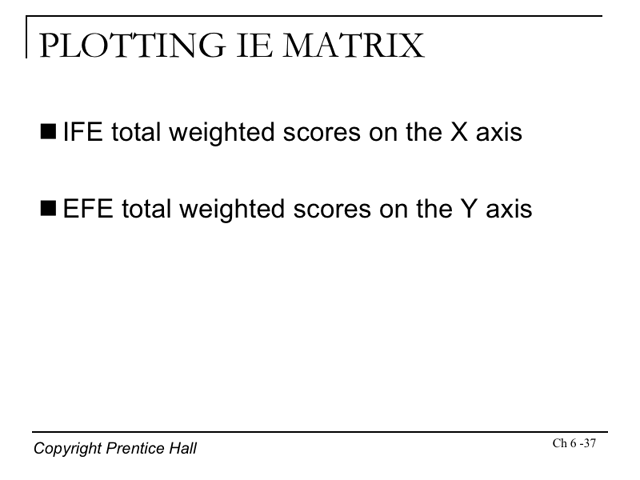 PLOTTING IE MATRIX
IFE total weighted scores on the X axis
EFE total weighted scores on the Y axis
Copyright Prentice Hall
Ch 6 -37